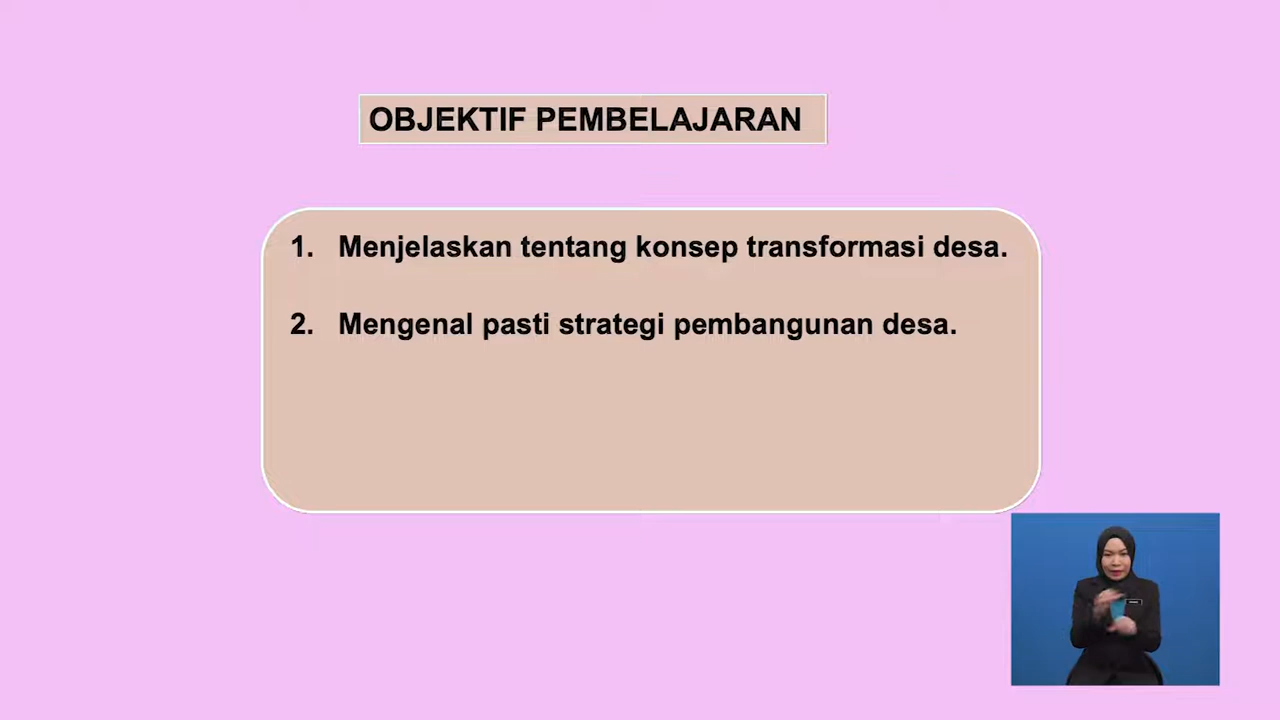 OBJEKTIF PEMBELAJARAN
1. Menjelaskan tentang konsep transformasi desa.
2. Mengenal pasti strategi pembangunan desa.